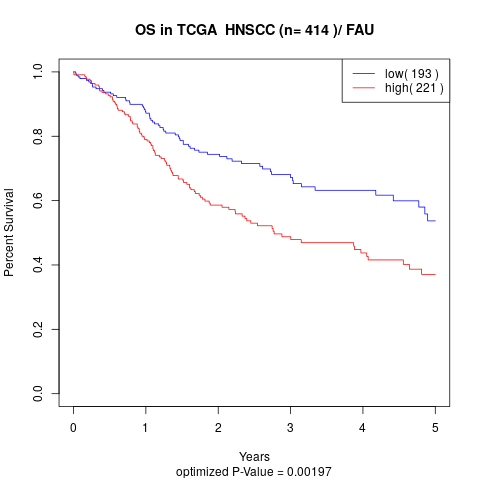 OS in TCGA  HNSCC (n= 414 )/ FAU
low( 193 )
high( 221 )
Percent Survival
1.0
0.8
0.6
0.4
0.2
0.0
0 1 2 3 4 5
Years
optimized P-Value = 0.00197